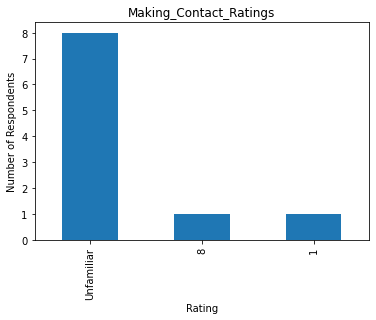 Making_Contact_Ratings
Number of Respondents
8
7
6
5
4
3
2
1
0
Unfamiliar
8
1
Rating